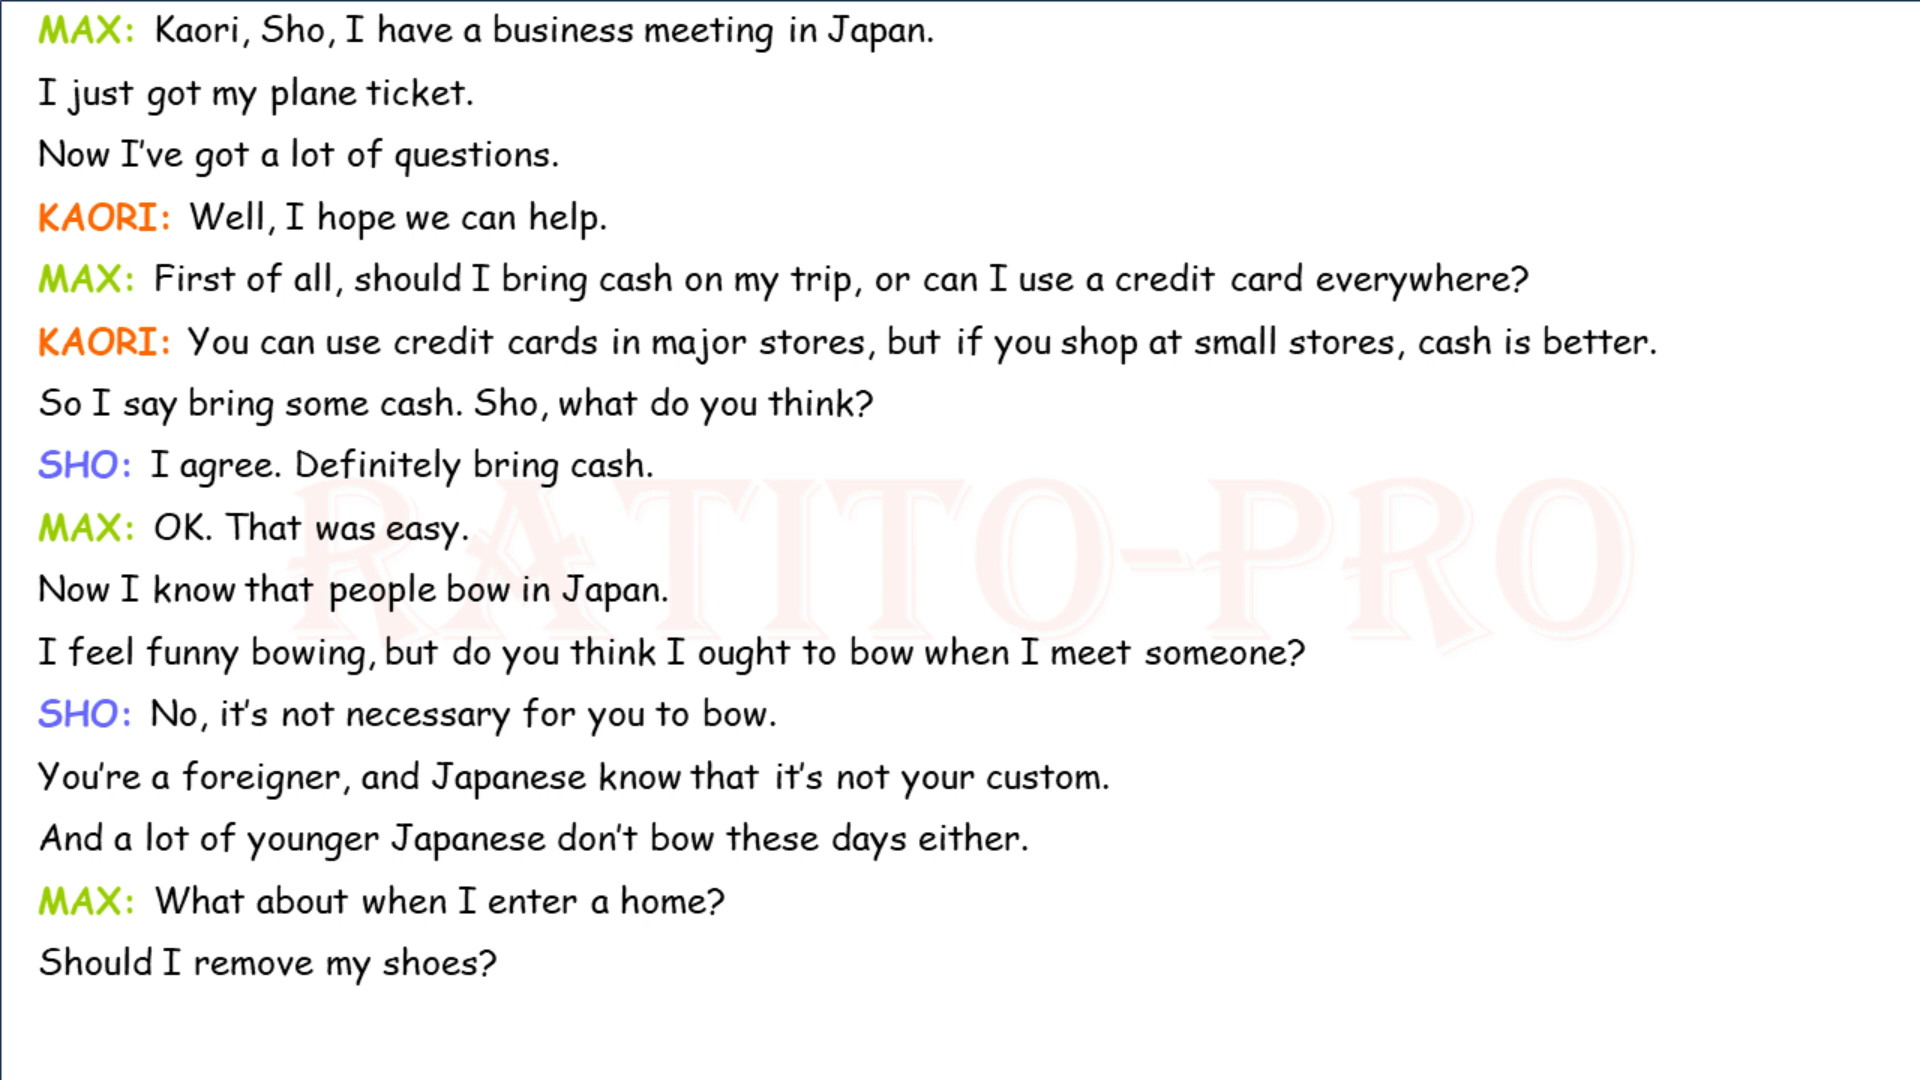 MAX: Kaori, Sho, I have a business meeting in Japan.
I just got my plane ticket.
Now I've got a lot of questions.
KAORI: Well, I hope we can help.
MAX: First of all, should I bring cash on my trip, or can I use a credit card everywhere?
KAORI: You can use credit cards in major stores, but if you shop at small stores, cash is better.
So I say bring some cash. Sho, what do you think?
SHO: I agree. Definitely bring cash.
RATITO-PRO
MAX: OK. That was easy.
Now I know that people bow in Japan.
I feel funny bowing, but do you think I ought to bow when I meet someone?
SHO: No, it's not necessary for you to bow.
You're a foreigner, and Japanese know that it's not your custom.
And a lot of younger Japanese don't bow these days either.
MAX: What about when I enter a home?
Should I remove my shoes?